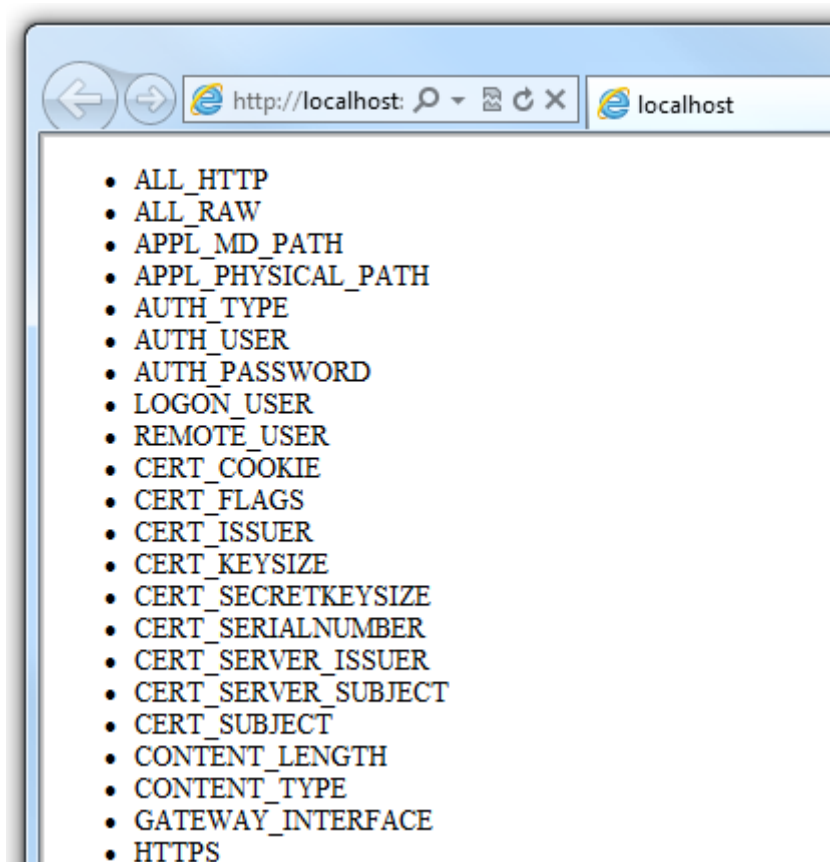 http://localhost:
localhost
ALL_HTTP
ALL_RAW
APPL_MD_PATH
APPL_PHYSICAL_PATH
AUTH_TYPE
AUTH_USER
AUTH_PASSWORD
LOGON_USER
REMOTE_USER
CERT_COOKIE
CERT_FLAGS
CERT_ISSUER
CERT_KEYSIZE
CERT_SECRETKEYSIZE
CERT_SERIALNUMBER
CERT_SERVER_ISSUER
CERT_SERVER_SUBJECT
CERT_SUBJECT
CONTENT_LENGTH
CONTENT_TYPE
GATEWAY_INTERFACE
HTTPS